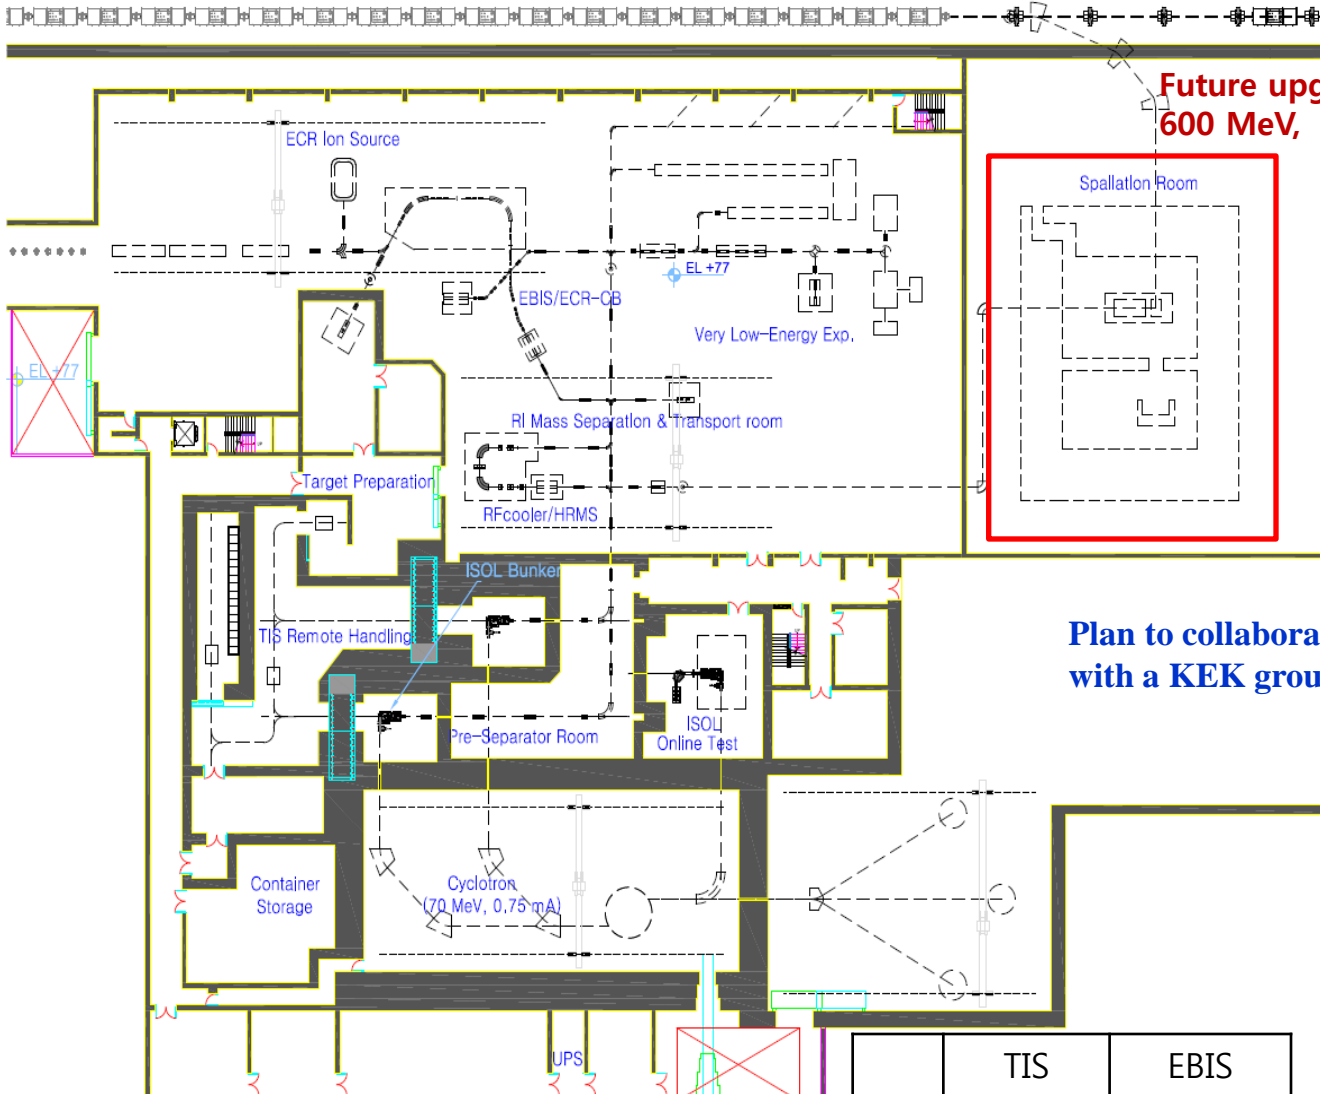 Future upg
600 MeV,
ECR Ion Source
Spallation Room
EL +77
EBIS/ECR-CB
Very Low-Energy Exp.
EL +77
RI Mass Separation & Transport room
Target Preparation
RFcooler/HRMS
ISOL Bunker
TIS Remote Handling
Plan to collabora
with a KEK grou
Pre-Separator Room
ISOL
Online Test
Container
Storage
Cyclotron
(70 MeV, 0.75 mA)
UPS
TIS EBIS